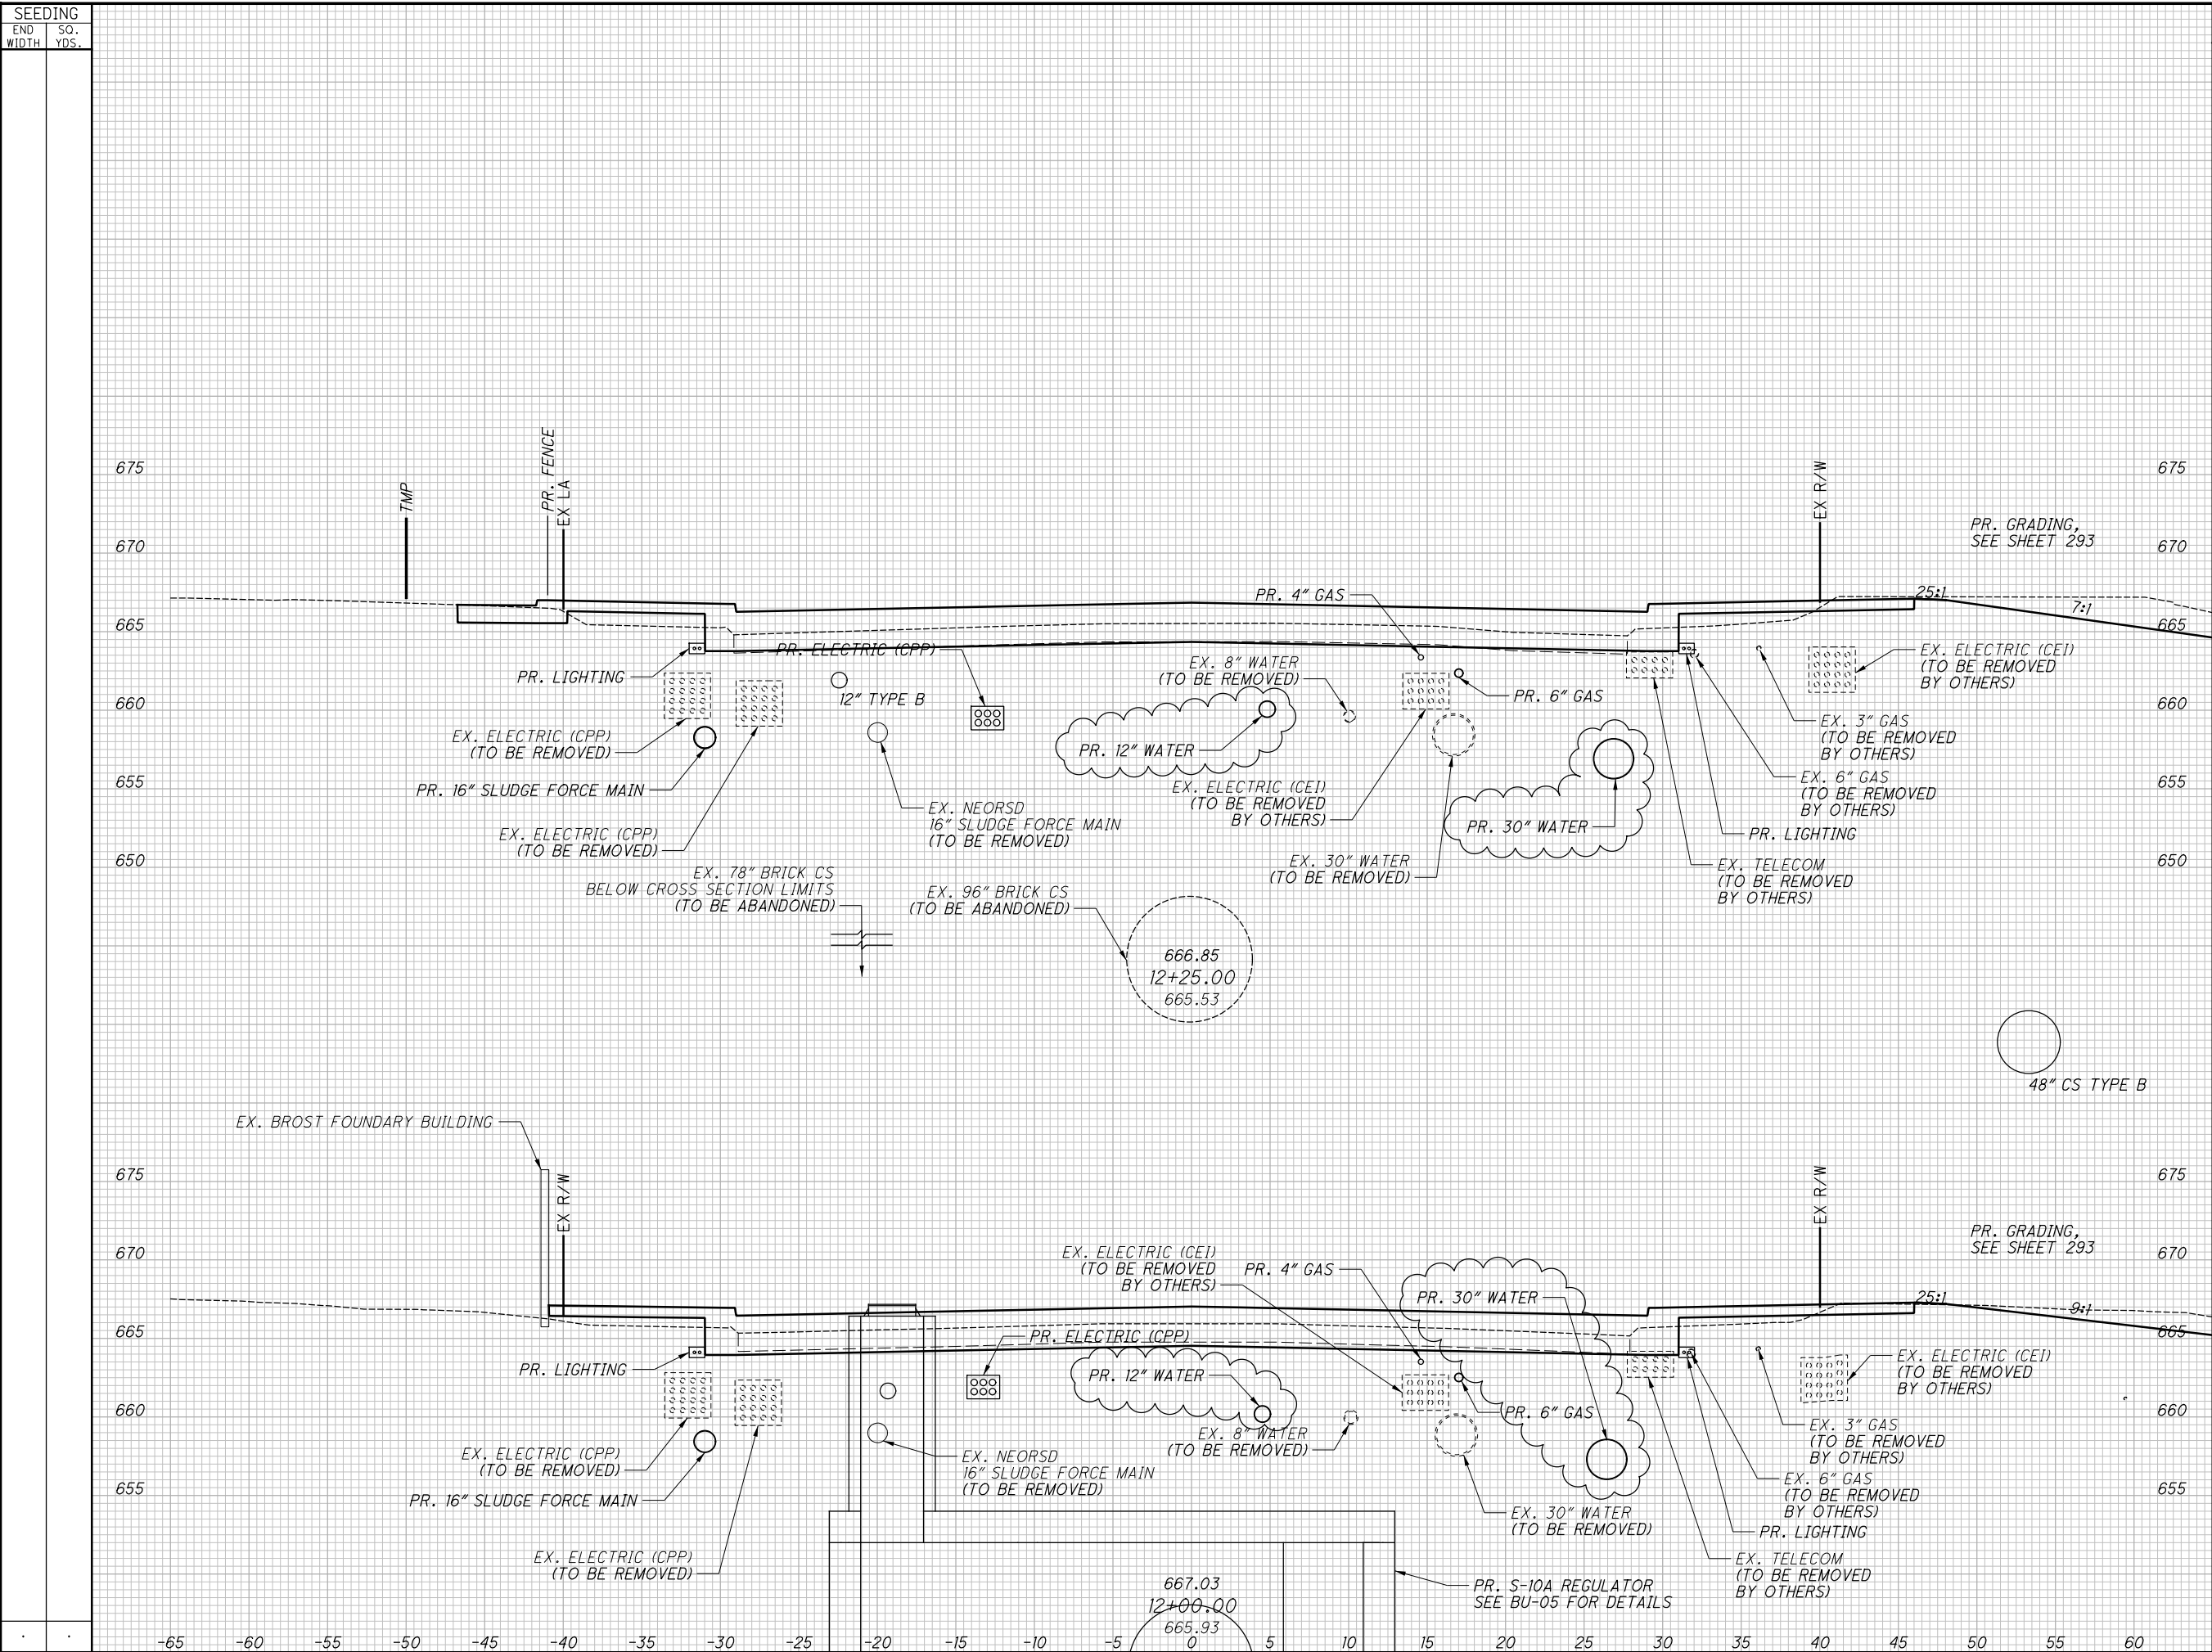 SEEDING
END WIDTH
SQ. YDS.
PR. FENCE
EX LA
TMP
EX R/W
675
675
PR. GRADING,
SEE SHEET 293
670
670
PR. 4" GAS
25:1
7:1
665
665
PR. ELECTRIC (CPP)
PR. LIGHTING
EX. 8" WATER
(TO BE REMOVED)
EX. ELECTRIC (CEI)
(TO BE REMOVED
BY OTHERS)
12" TYPE B
PR. 6" GAS
660
660
EX. ELECTRIC (CPP)
(TO BE REMOVED)
PR. 12" WATER
EX. 3" GAS
(TO BE REMOVED
BY OTHERS)
655
655
PR. 16" SLUDGE FORCE MAIN
EX. ELECTRIC (CEI)
(TO BE REMOVED
BY OTHERS)
EX. 6" GAS
(TO BE REMOVED
BY OTHERS)
EX. NEORSD
16" SLUDGE FORCE MAIN
(TO BE REMOVED)
PR. 30" WATER
PR. LIGHTING
EX. ELECTRIC (CPP)
(TO BE REMOVED)
650
650
EX. 30" WATER
(TO BE REMOVED)
EX. TELECOM
(TO BE REMOVED
BY OTHERS)
EX. 78" BRICK CS
BELOW CROSS SECTION LIMITS
(TO BE ABANDONED)
EX. 96" BRICK CS
(TO BE ABANDONED)
666.85
12+25.00
665.53
48" CS TYPE B
EX. BROST FOUNDARY BUILDING
675
675
EX R/W
EX R/W
PR. GRADING,
SEE SHEET 293
670
670
EX. ELECTRIC (CEI)
(TO BE REMOVED
BY OTHERS)
PR. 4" GAS
PR. 30" WATER
25:1
9:1
665
665
PR. ELECTRIC (CPP)
PR. LIGHTING
PR. 12" WATER
EX. ELECTRIC (CEI)
(TO BE REMOVED
BY OTHERS)
660
660
PR. 6" GAS
EX. 8" WATER
(TO BE REMOVED)
EX. 3" GAS
(TO BE REMOVED
BY OTHERS)
EX. ELECTRIC (CPP)
(TO BE REMOVED)
EX. NEORSD
16" SLUDGE FORCE MAIN
(TO BE REMOVED)
655
655
EX. 6" GAS
(TO BE REMOVED
BY OTHERS)
PR. 16" SLUDGE FORCE MAIN
EX. 30" WATER
(TO BE REMOVED)
PR. LIGHTING
EX. ELECTRIC (CPP)
(TO BE REMOVED)
EX. TELECOM
(TO BE REMOVED
BY OTHERS)
PR. S-10A REGULATOR
SEE BU-05 FOR DETAILS
667.03
12+00.00
665.93
-65 -60 -55 -50 -45 -40 -35 -30 -25 -20 -15 -10 -5 0 5 10 15 20 25 30 35 40 45 50 55 60